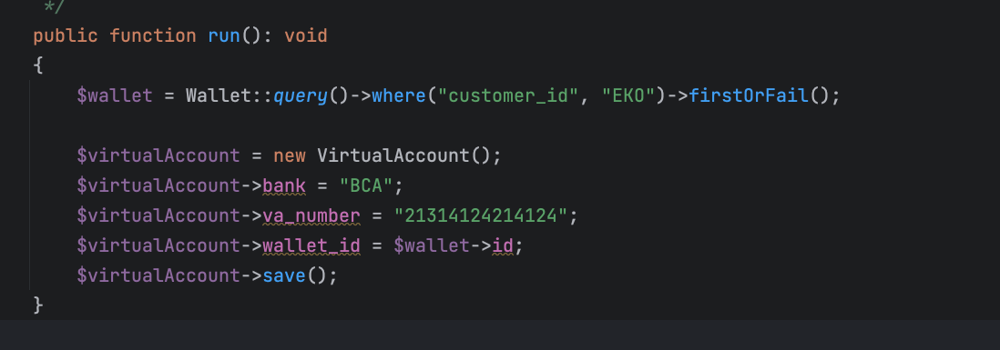 */
public function run(): void
{
$wallet = Wallet::query()->where("customer_id", "EKO")->firstOrFail();
$virtualAccount = new VirtualAccount();
$virtualAccount->bank = "BCA";
$virtualAccount->va_number = "21314124214124";
$virtualAccount->wallet_id = $wallet->id;
$virtualAccount->save();
}